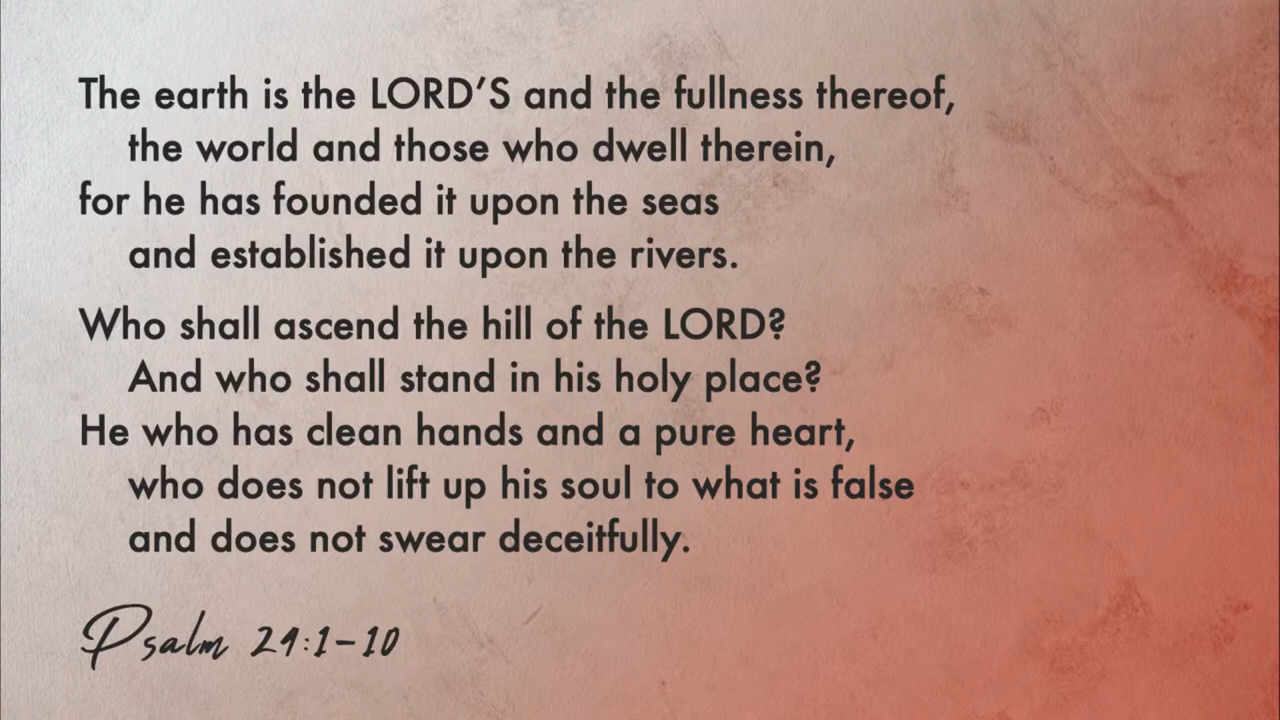 The earth is the LORD’S and the fullness thereof,
the world and those who dwell therein,
for he has founded it upon the seas
and established it upon the rivers.
Who shall ascend the hill of the LORD?
And who shall stand in his holy place?
He who has clean hands and a pure heart,
who does not lift up his soul to what is false
and does not swear deceitfully.
Psalm 24:1–10